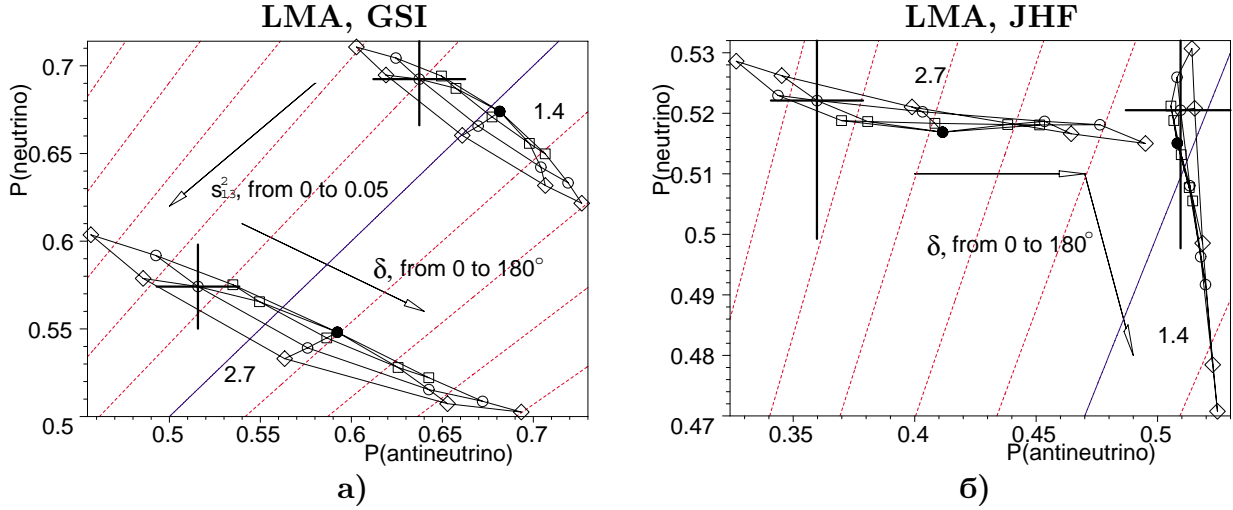 LMA, GSI
P(neutrino)
0.7
0.65
0.6
0.55
0.5
1.4
s²₁₃, from 0 to 0.05
δ, from 0 to 180°
2.7
0.5
0.55
0.6
0.65
0.7
P(antineutrino)
а)
LMA, JHF
P(neutrino)
0.53
0.52
0.51
0.5
0.49
0.48
0.47
2.7
δ, from 0 to 180°
1.4
0.35
0.4
0.45
0.5
P(antineutrino)
б)